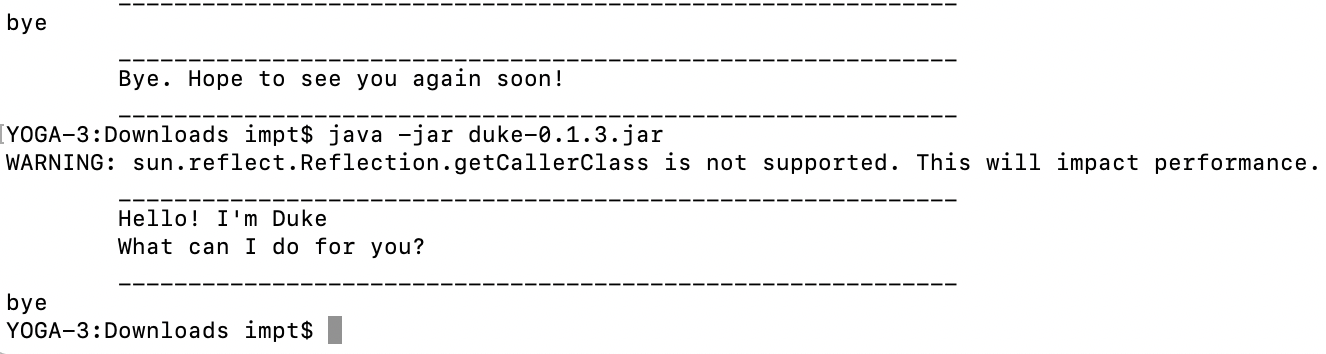 ____________________________________________________________
bye
____________________________________________________________
Bye. Hope to see you again soon!
____________________________________________________________
[YOGA-3:Downloads impt$ java -jar duke-0.1.3.jar
WARNING: sun.reflect.Reflection.getCallerClass is not supported. This will impact performance.
____________________________________________________________
Hello! I'm Duke
What can I do for you?
____________________________________________________________
bye
YOGA-3:Downloads impt$